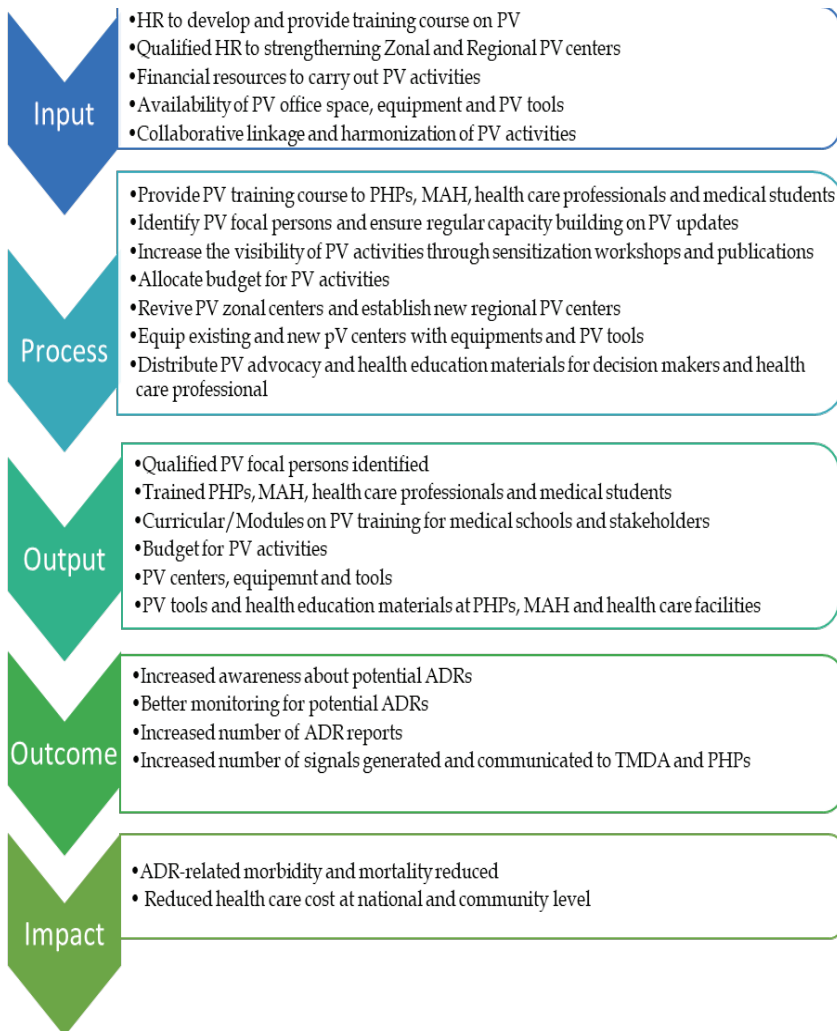 Input
•HR to develop and provide training course on PV
•Qualified HR to strengtherning Zonal and Regional PV centers
•Financial resources to carry out PV activities
•Availability of PV office space, equipment and PV tools
•Collaborative linkage and harmonization of PV activities
Process
•Provide PV training course to PHPs, MAH, health care professionals and medical students
•Identify PV focal persons and ensure regular capacity building on PV updates
•Increase the visibility of PV activities through sensitization workshops and publications
•Allocate budget for PV activities
•Revive PV zonal centers and establish new regional PV centers
•Equip existing and new pV centers with equipments and PV tools
•Distribute PV advocacy and health education materials for decision makers and health
care professional
Output
•Qualified PV focal persons identified
•Trained PHPs, MAH, health care professionals and medical students
•Curricular/Modules on PV training for medical schools and stakeholders
•Budget for PV activities
•PV centers, equipemnt and tools
•PV tools and health education materials at PHPs, MAH and health care facilities
Outcome
•Increased awareness about potential ADRs
•Better monitoring for potential ADRs
•Increased number of ADR reports
•Increased number of signals generated and communicated to TMDA and PHPs
Impact
•ADR-related morbidity and mortality reduced
• Reduced health care cost at national and community level